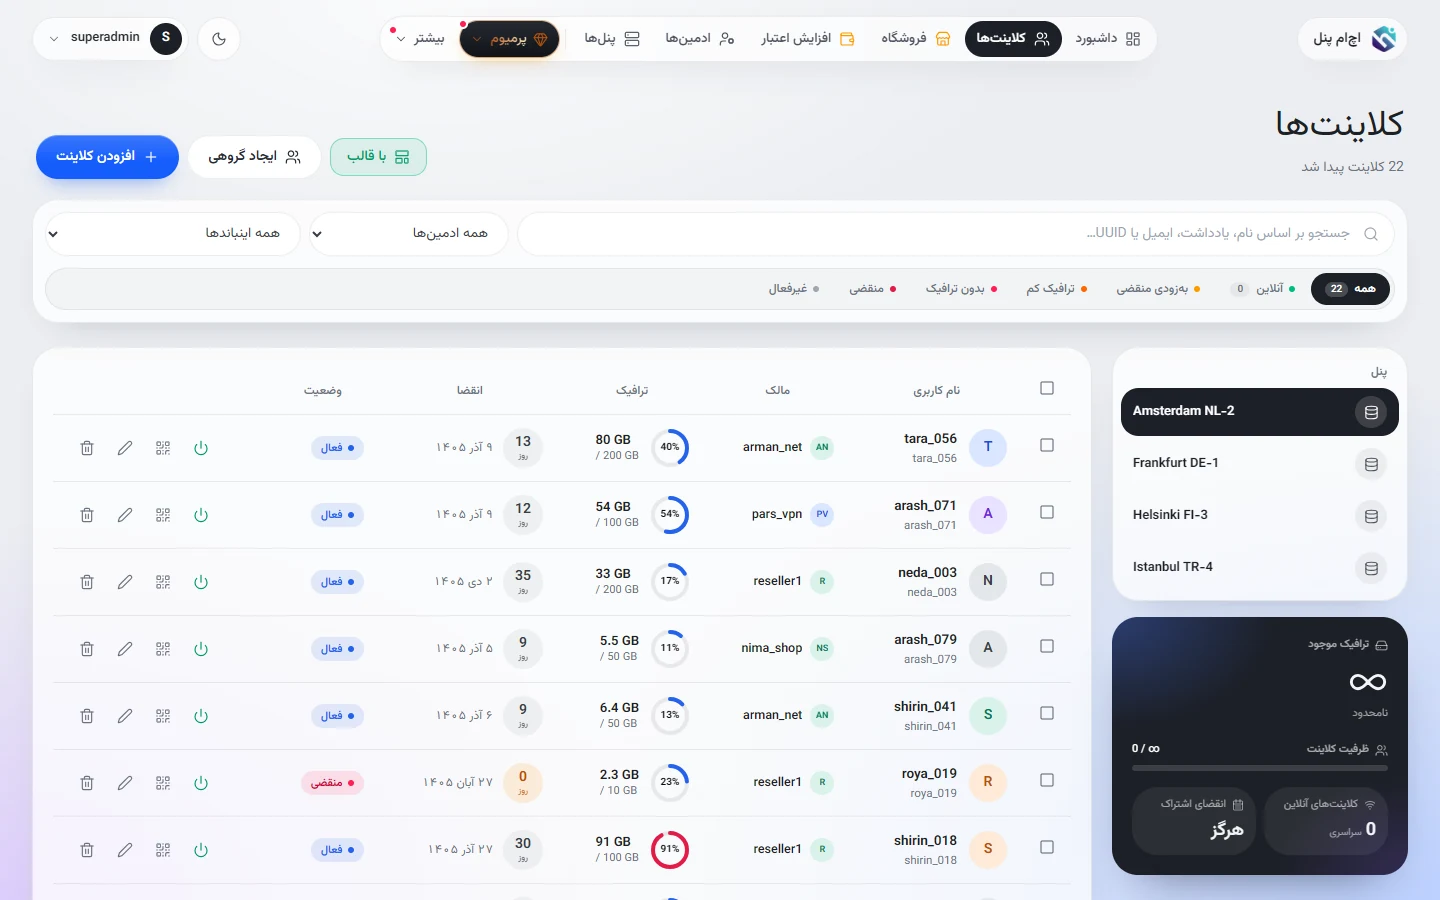 اچ‌ام پنل
داشبورد
کلاینت‌ها
فروشگاه
افزایش اعتبار
ادمین‌ها
پنل‌ها
پرمیوم
بیشتر
S
superadmin
کلاینت‌ها
22 کلاینت پیدا شد
با قالب
ایجاد گروهی
افزودن کلاینت
جستجو بر اساس نام، یادداشت، ایمیل یا UUID...
همه ادمین‌ها
همه اینباندها
همه 22
آنلاین 0
به‌زودی منقضی
ترافیک کم
بدون ترافیک
منقضی
غیرفعال
پنل
Amsterdam NL-2
Frankfurt DE-1
Helsinki FI-3
Istanbul TR-4
ترافیک موجود
∞
نامحدود
ظرفیت کلاینت
0 / ∞
کلاینت‌های آنلاین
0 سراسری
انقضای اشتراک
هرگز
نام کاربری مالک ترافیک انقضا وضعیت
T tara_056 AN arman_net 40% 80 GB 13 ۹ آذر ۱۴۰۵ فعال
tara_056 / 200 GB روز
A arash_071 PV pars_vpn 54% 54 GB 12 ۹ آذر ۱۴۰۵ فعال
arash_071 / 100 GB روز
N neda_003 R reseller1 17% 33 GB 35 ۲ دی ۱۴۰۵ فعال
neda_003 / 200 GB روز
A arash_079 NS nima_shop 11% 5.5 GB 9 ۵ آذر ۱۴۰۵ فعال
arash_079 / 50 GB روز
S shirin_041 AN arman_net 13% 6.4 GB 9 ۶ آذر ۱۴۰۵ فعال
shirin_041 / 50 GB روز
R roya_019 R reseller1 23% 2.3 GB 0 ۲۷ آبان ۱۴۰۵ منقضی
roya_019 / 10 GB روز
S shirin_018 R reseller1 91% 91 GB 30 ۲۷ آذر ۱۴۰۵ فعال
shirin_018 / 100 GB روز